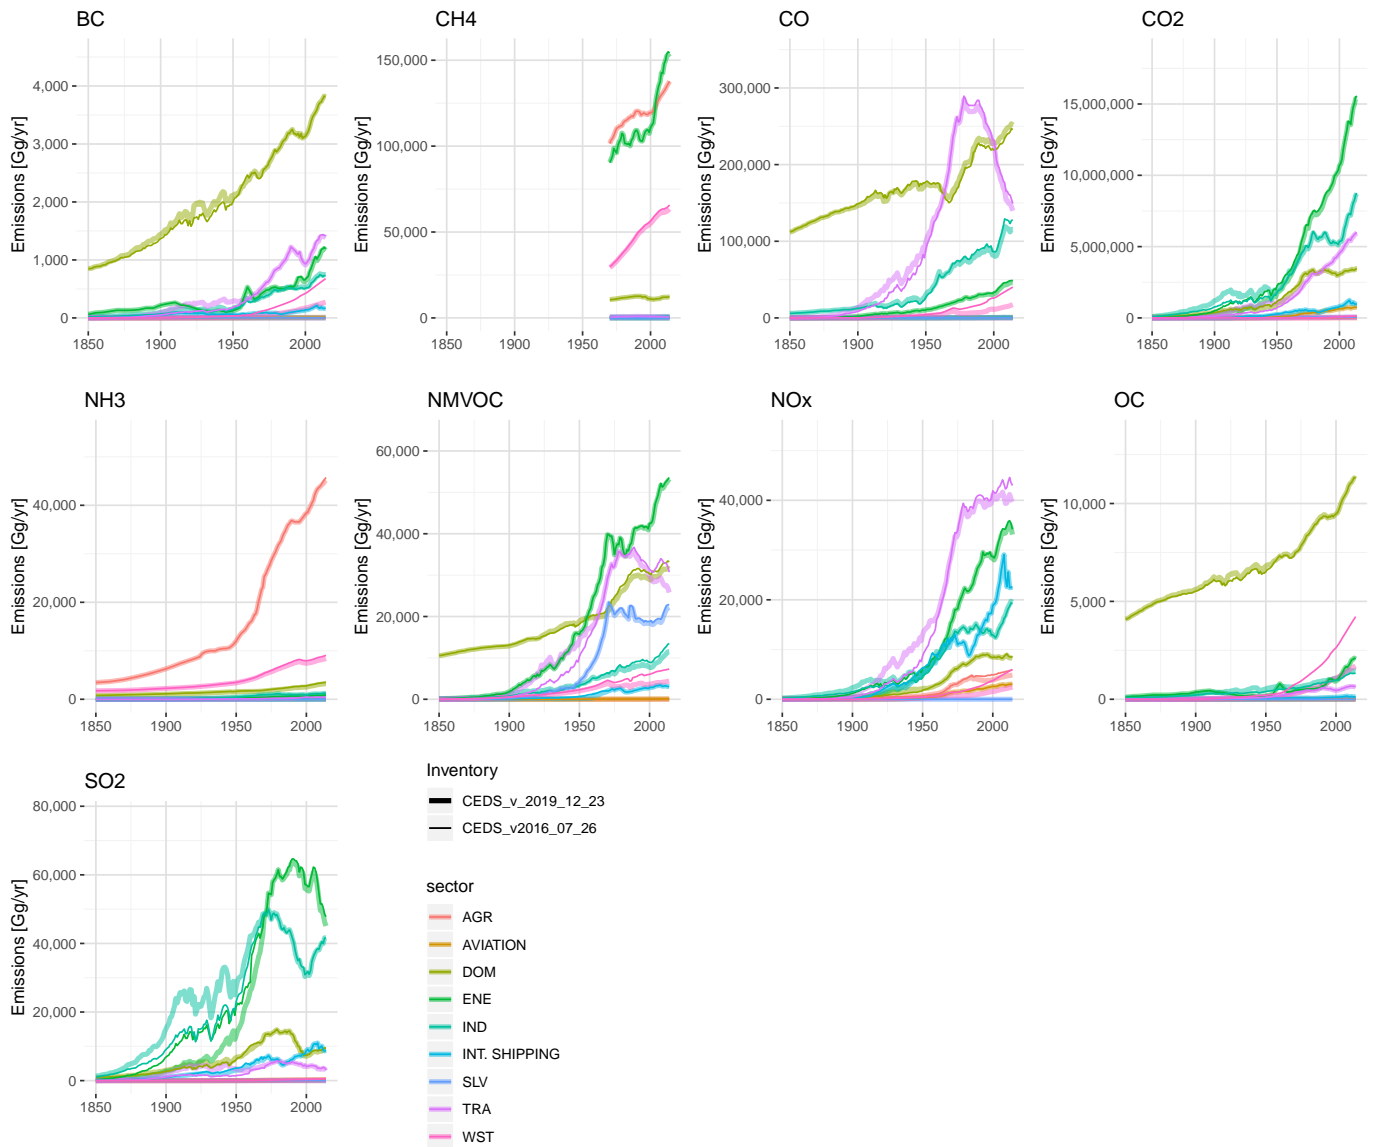 BC
CH4
CO
CO2
Emissions [Gg/yr]
4,000
3,000
2,000
1,000
0
1850
1900
1950
2000
Emissions [Gg/yr]
150,000
100,000
50,000
0
1850
1900
1950
2000
Emissions [Gg/yr]
300,000
200,000
100,000
0
1850
1900
1950
2000
Emissions [Gg/yr]
15,000,000
10,000,000
5,000,000
0
1850
1900
1950
2000
NH3
NMVOC
NOx
OC
Emissions [Gg/yr]
40,000
20,000
0
1850
1900
1950
2000
Emissions [Gg/yr]
60,000
40,000
20,000
0
1850
1900
1950
2000
Emissions [Gg/yr]
40,000
20,000
0
1850
1900
1950
2000
Emissions [Gg/yr]
10,000
5,000
0
1850
1900
1950
2000
SO2
Emissions [Gg/yr]
80,000
60,000
40,000
20,000
0
1850
1900
1950
2000
Inventory
CEDS_v_2019_12_23
CEDS_v2016_07_26
sector
AGR
AVIATION
DOM
ENE
IND
INT. SHIPPING
SLV
TRA
WST